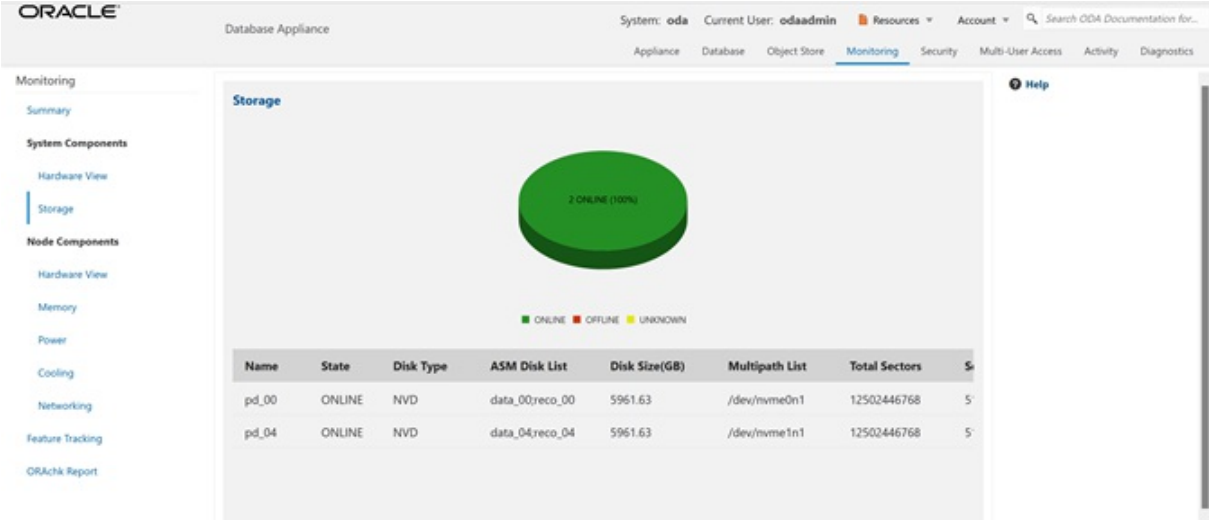 ORACLE
Database Appliance
System: oda Current User: odaadmin Resources Account Search ODA Documentation for...
Appliance Database Object Store Monitoring Security Multi-User Access Activity Diagnostics
Monitoring
Summary
System Components
Hardware View
Storage
Node Components
Hardware View
Memory
Power
Cooling
Networking
Feature Tracking
ORAchk Report
Storage
2 ONLINE (100%)
ONLINE OFFLINE UNKNOWN
Name State Disk Type ASM Disk List Disk Size(GB) Multipath List Total Sectors
pd_00 ONLINE NVD data_00;reco_00 5961.63 /dev/nvme0n1 12502446768
pd_04 ONLINE NVD data_04;reco_04 5961.63 /dev/nvme1n1 12502446768
Help